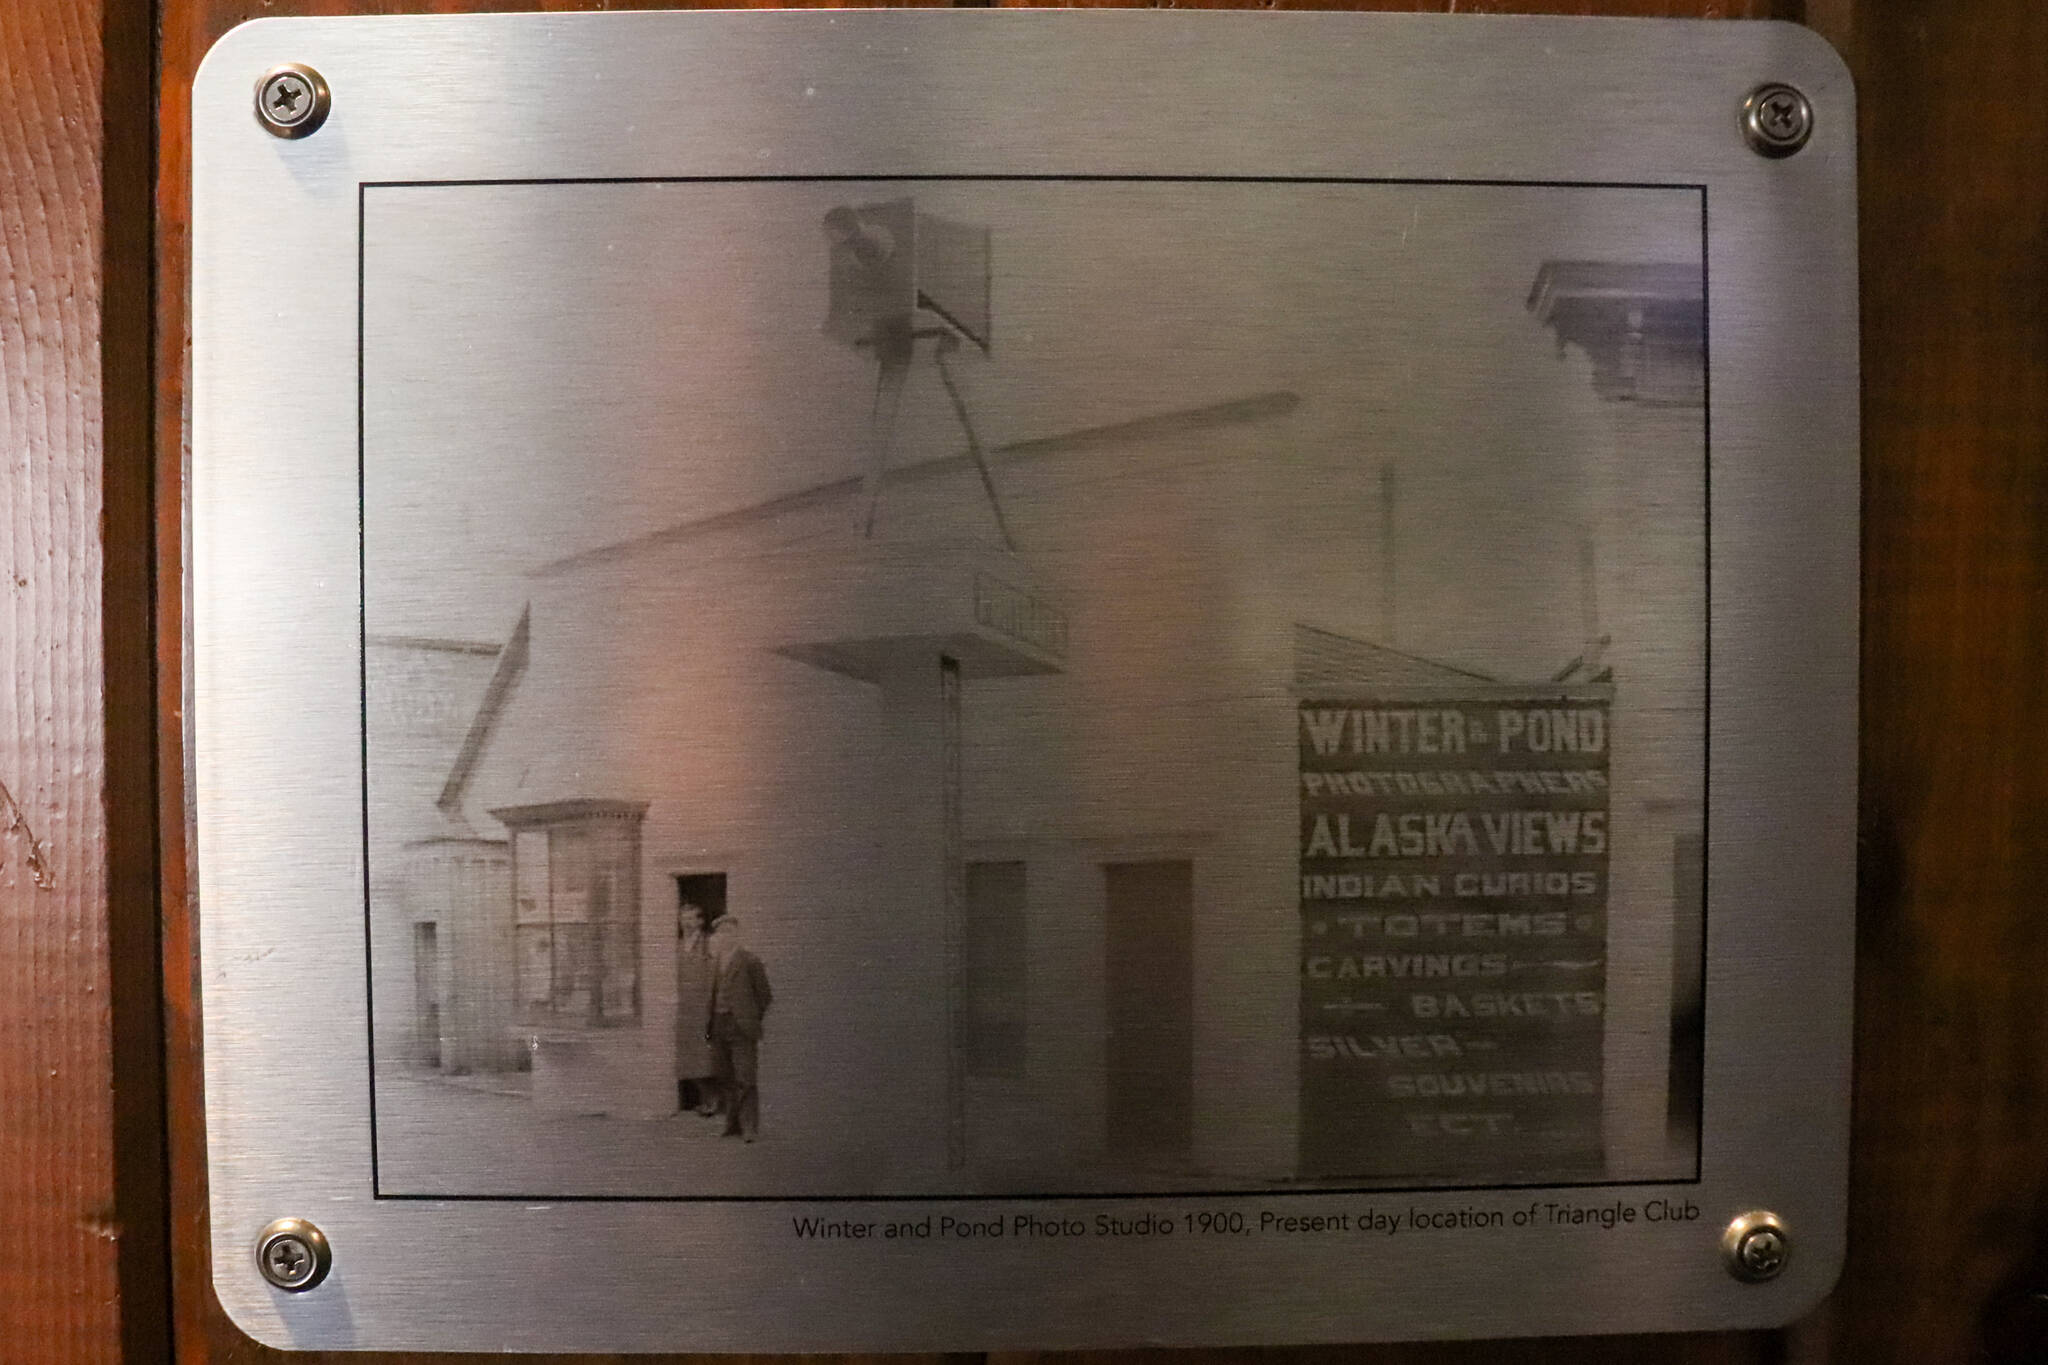 WINTER & POND
PHOTOGRAPHERS
ALASKA VIEWS
INDIAN CURIOS
TOTEMS
CARVINGS
BASKETS
SILVER
SOUVENIRS
ECT.
Winter and Pond Photo Studio 1900, Present day location of Triangle Club